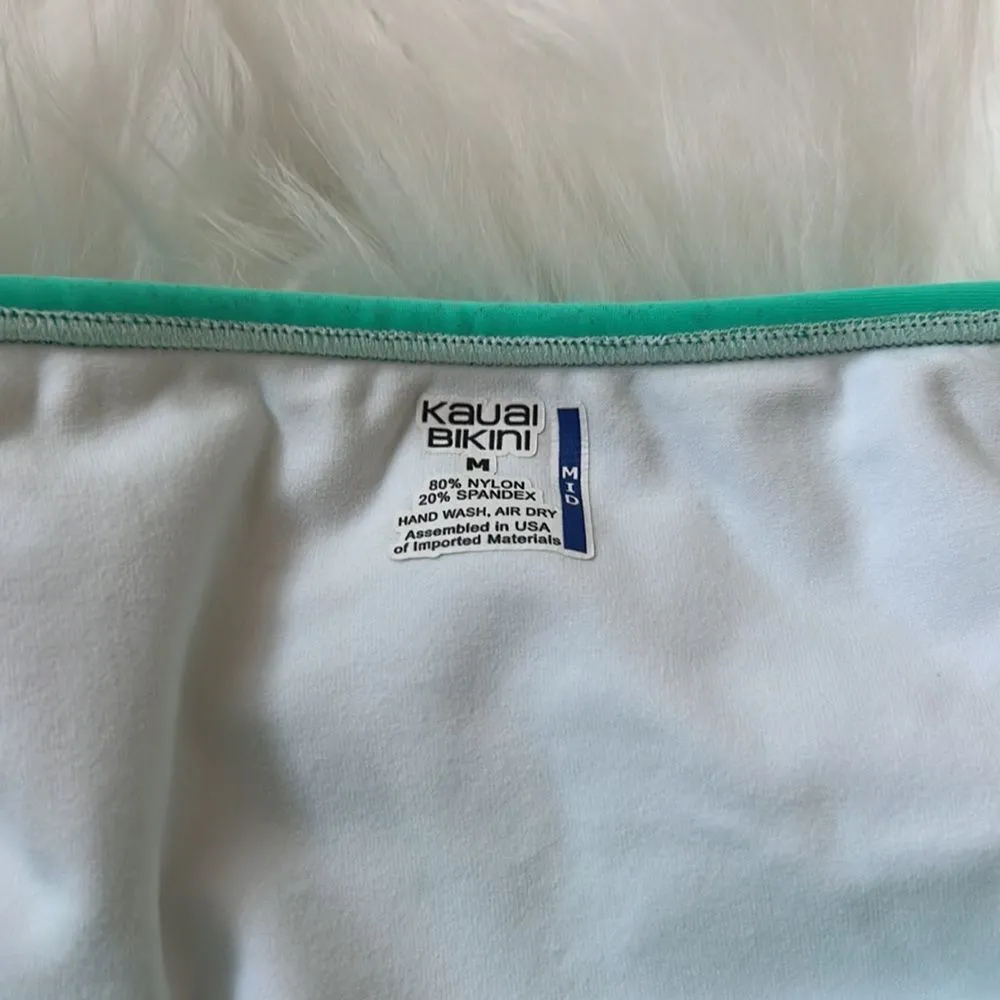 KAUAI
BIKINI
M
80% NYLON
20% SPANDEX
HAND WASH, AIR DRY
Assembled in USA
of Imported Materials
MID